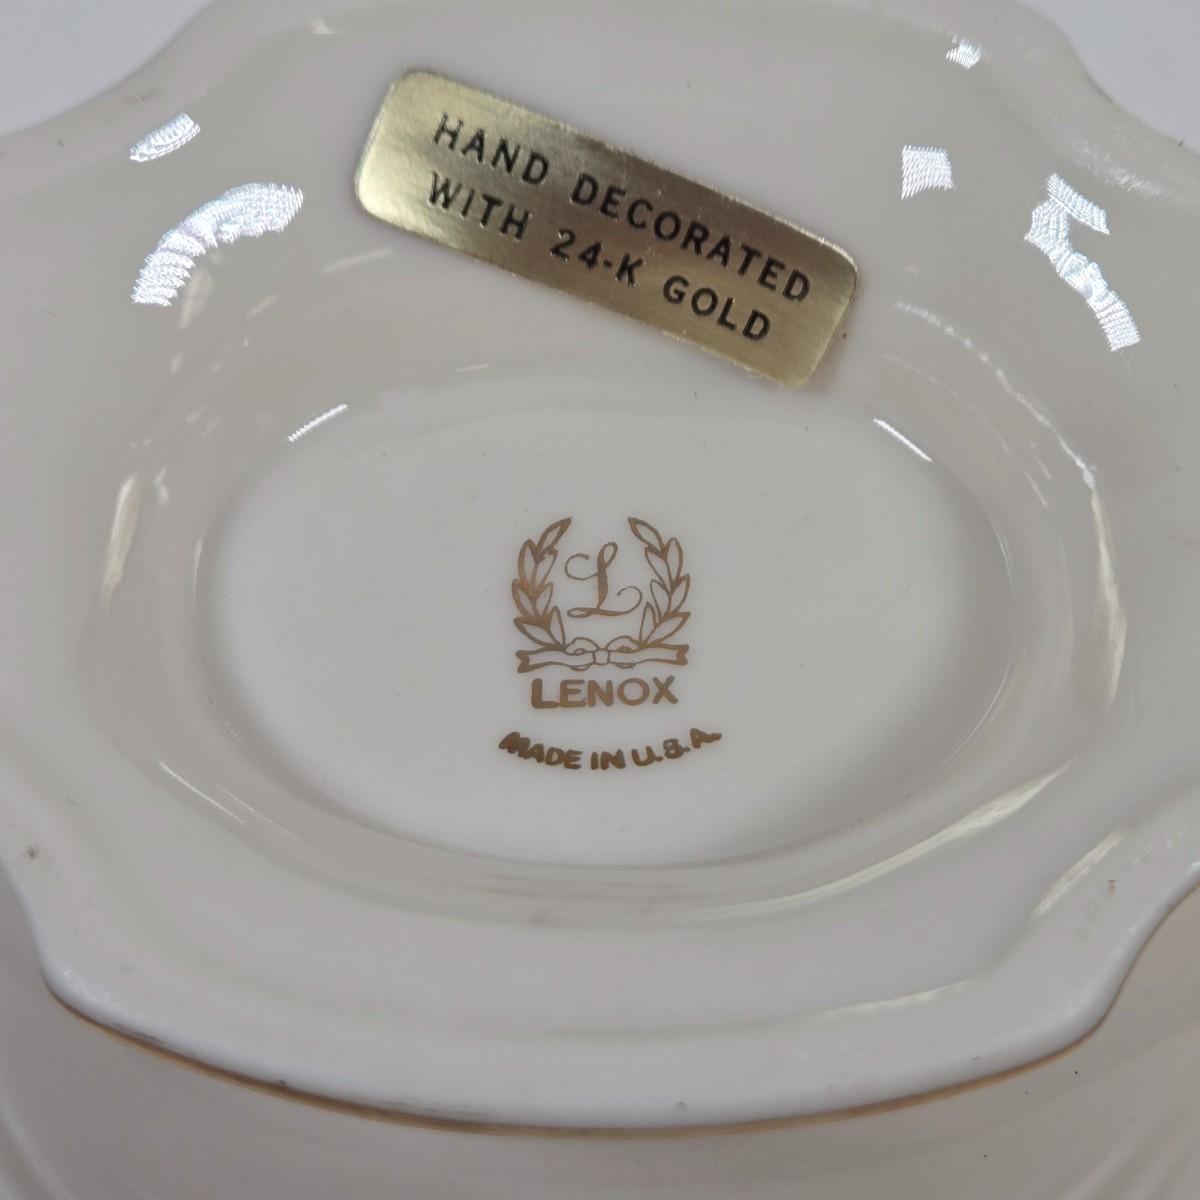 HAND DECORATED
WITH 24-K GOLD
L
LENOX
MADE IN U.S.A.